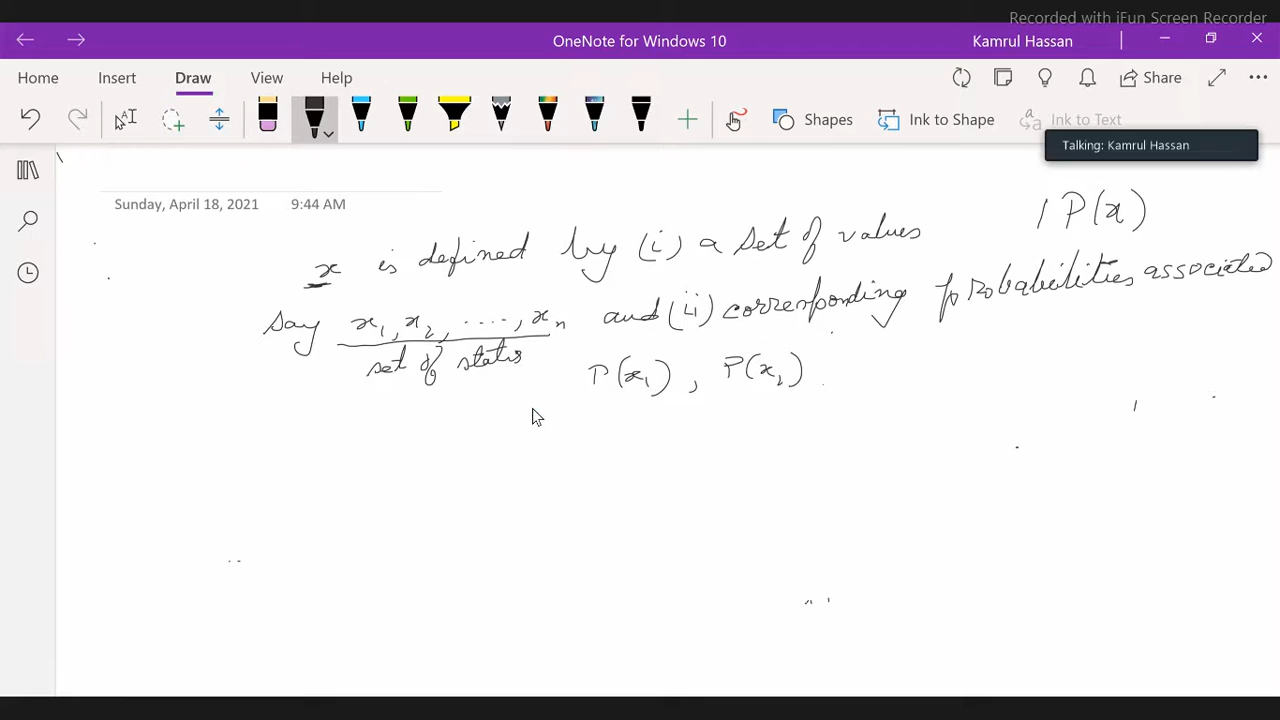 Recorded with iFun Screen Recorder
OneNote for Windows 10
Kamrul Hassan
Home Insert Draw View Help
Share
Shapes
Ink to Shape
Ink to Text
Talking: Kamrul Hassan
Sunday, April 18, 2021 9:44 AM
P(x)
x is defined by (i) a set of values
say x₁, x₂, ...., xₙ and (ii) corresponding probabilities associated
set of states
P(x₁), P(x₂)